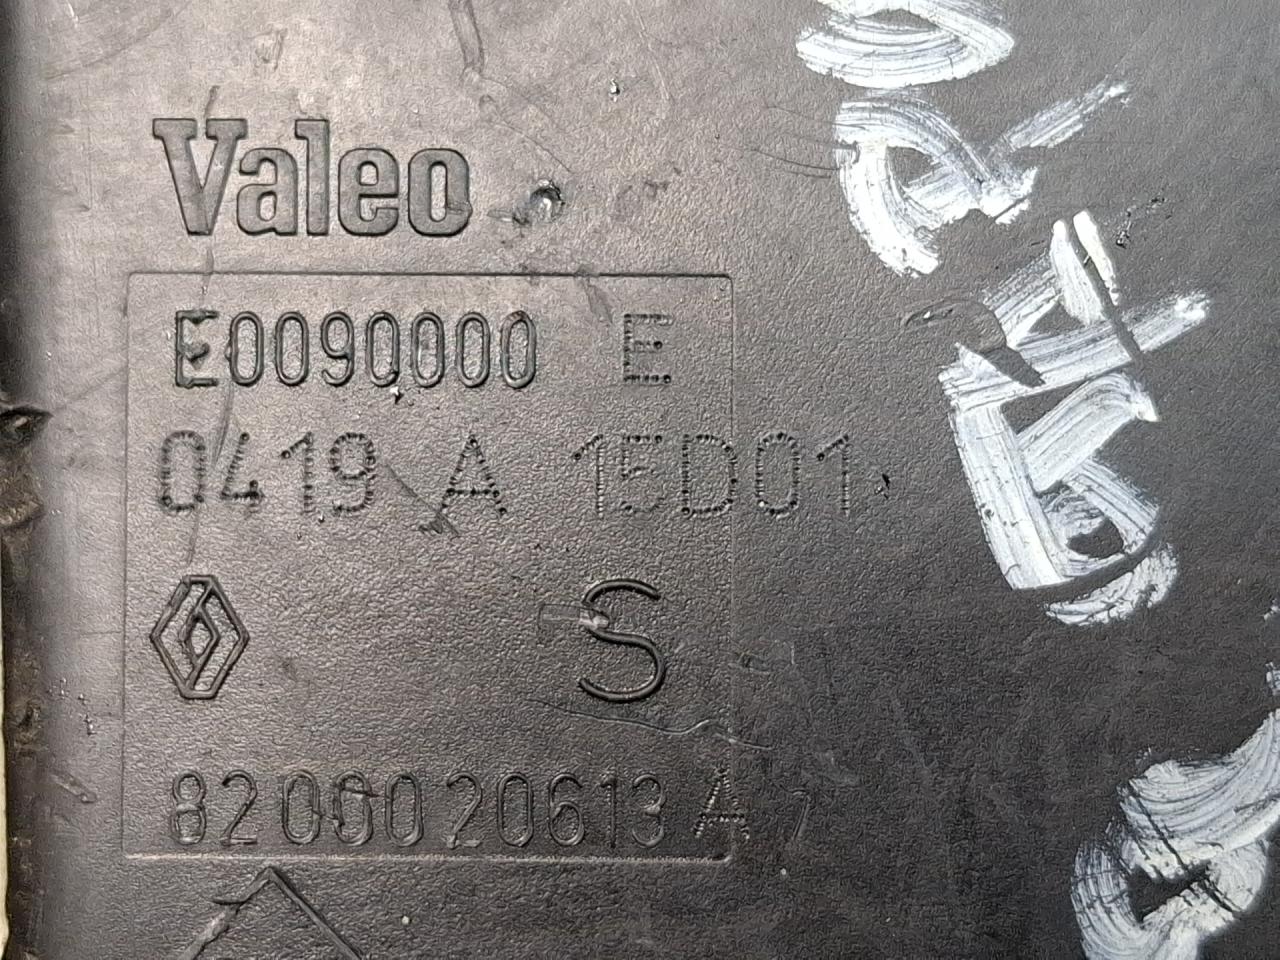 Valeo
E0090000 E
0419 A 15D01
S
8200020613 A